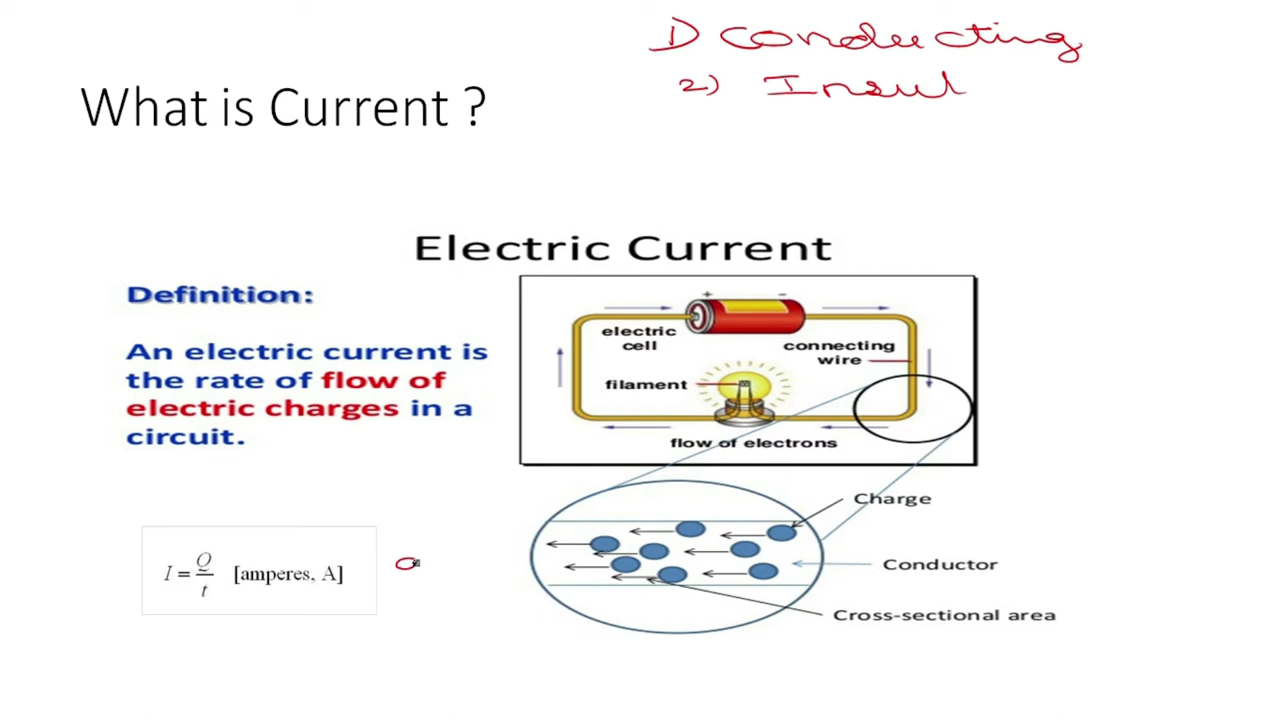 1) conducting
2) Insul
What is Current ?
Electric Current
Definition:
An electric current is
the rate of flow of
electric charges in a
circuit.
+ -
electric
cell
connecting
wire
filament
flow of electrons
Charge
Conductor
Cross-sectional area
I = Q/t [amperes, A]